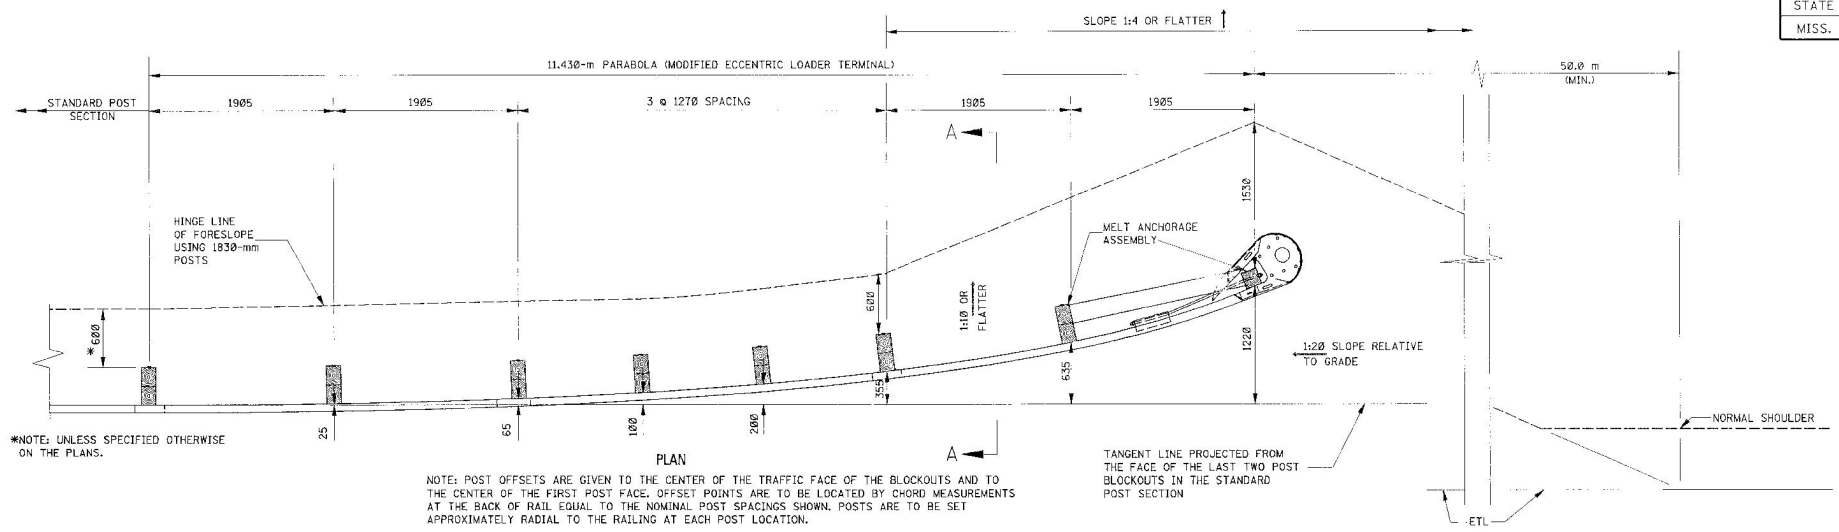 STATE
MISS.
SLOPE 1:4 OR FLATTER
11.430-m PARABOLA (MODIFIED ECCENTRIC LOADER TERMINAL)
50.0 m
(MIN.)
STANDARD POST
SECTION
1905
1905
3 @ 1270 SPACING
1905
1905
A
1530
HINGE LINE
OF FORESLOPE
USING 1830-mm
POSTS
MELT ANCHORAGE
ASSEMBLY
600
1:10 OR
FLATTER
*600
1220
1:20 SLOPE RELATIVE
TO GRADE
635
355
25
65
100
200
NORMAL SHOULDER
*NOTE: UNLESS SPECIFIED OTHERWISE
ON THE PLANS.
PLAN
A
TANGENT LINE PROJECTED FROM
THE FACE OF THE LAST TWO POST
BLOCKOUTS IN THE STANDARD
POST SECTION
NOTE: POST OFFSETS ARE GIVEN TO THE CENTER OF THE TRAFFIC FACE OF THE BLOCKOUTS AND TO
THE CENTER OF THE FIRST POST FACE. OFFSET POINTS ARE TO BE LOCATED BY CHORD MEASUREMENTS
AT THE BACK OF RAIL EQUAL TO THE NOMINAL POST SPACINGS SHOWN. POSTS ARE TO BE SET
APPROXIMATELY RADIAL TO THE RAILING AT EACH POST LOCATION.
ETL